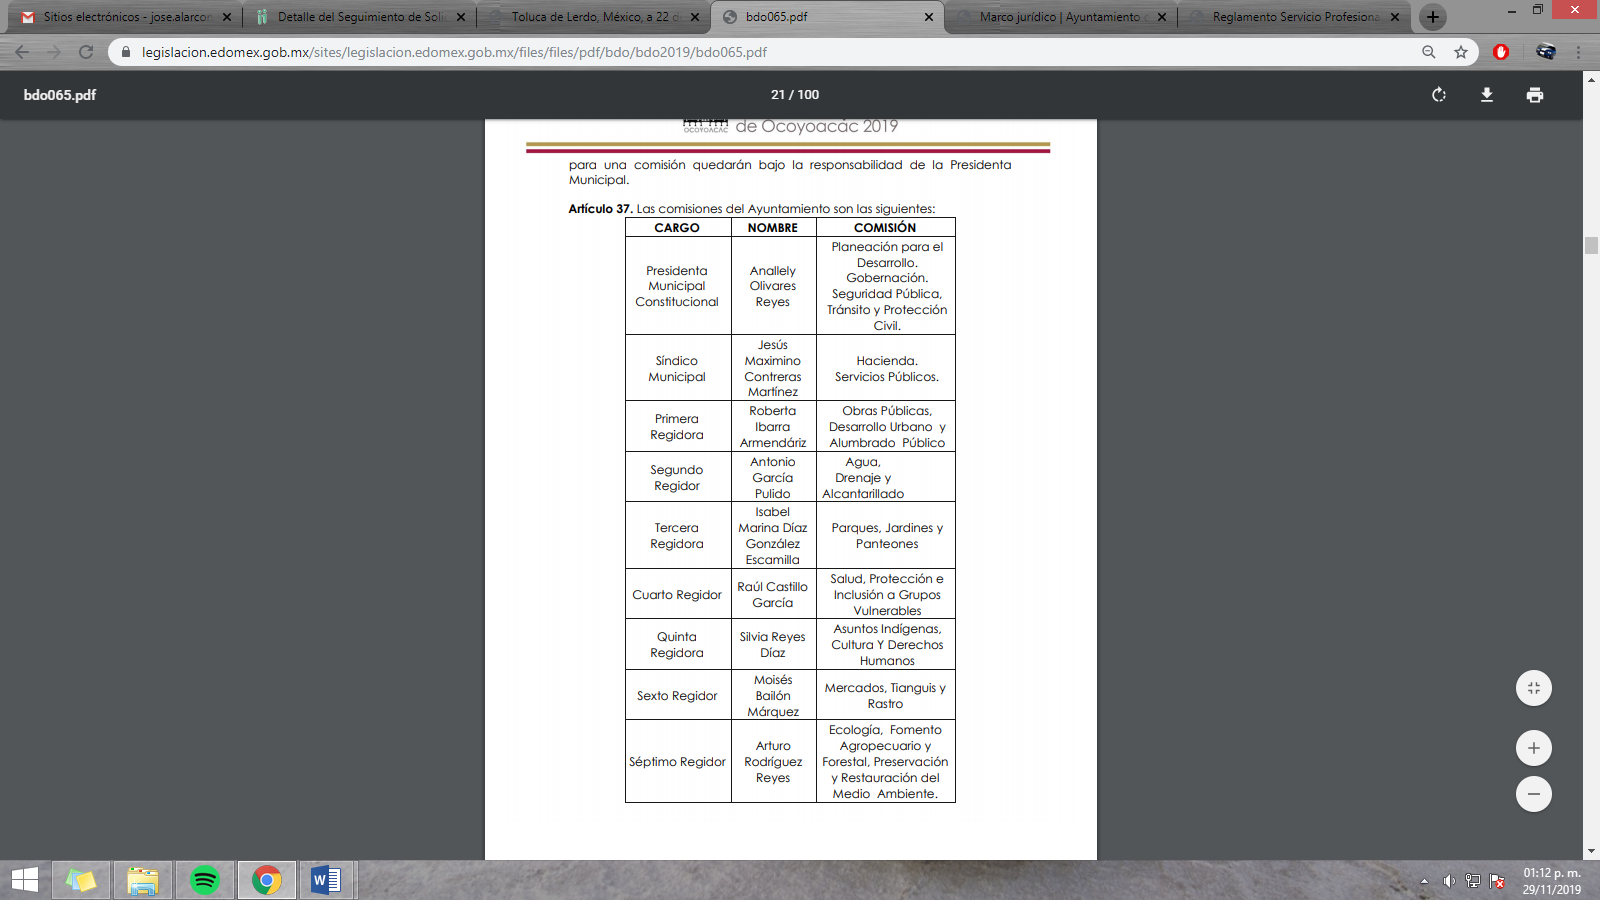 Sitios electrónicos - jose.alarcon
Detalle del Seguimiento de Solic
Toluca de Lerdo, México, a 22 d
bdo065.pdf
Marco jurídico | Ayuntamiento d
Reglamento Servicio Profesiona
legislacion.edomex.gob.mx/sites/legislacion.edomex.gob.mx/files/files/pdf/bdo/bdo2019/bdo065.pdf
bdo065.pdf
21 / 100
OCOYOACAC
de Ocoyoacác 2019
para una comisión quedarán bajo la responsabilidad de la Presidenta
Municipal.
Artículo 37. Las comisiones del Ayuntamiento son las siguientes:
CARGO NOMBRE COMISIÓN
Presidenta
Municipal
Constitucional
Anallely
Olivares
Reyes
Planeación para el
Desarrollo.
Gobernación.
Seguridad Pública,
Tránsito y Protección
Civil.
Síndico
Municipal
Jesús
Maximino
Contreras
Martínez
Hacienda.
Servicios Públicos.
Primera
Regidora
Roberta
Ibarra
Armendáriz
Obras Públicas,
Desarrollo Urbano y
Alumbrado Público
Segundo
Regidor
Antonio
García
Pulido
Agua,
Drenaje y
Alcantarillado
Tercera
Regidora
Isabel
Marina Díaz
González
Escamilla
Parques, Jardines y
Panteones
Cuarto Regidor
Raúl Castillo
García
Salud, Protección e
Inclusión a Grupos
Vulnerables
Quinta
Regidora
Silvia Reyes
Díaz
Asuntos Indígenas,
Cultura Y Derechos
Humanos
Sexto Regidor
Moisés
Bailón
Márquez
Mercados, Tianguis y
Rastro
Séptimo Regidor
Arturo
Rodríguez
Reyes
Ecología, Fomento
Agropecuario y
Forestal, Preservación
y Restauración del
Medio Ambiente.
01:12 p. m.
29/11/2019